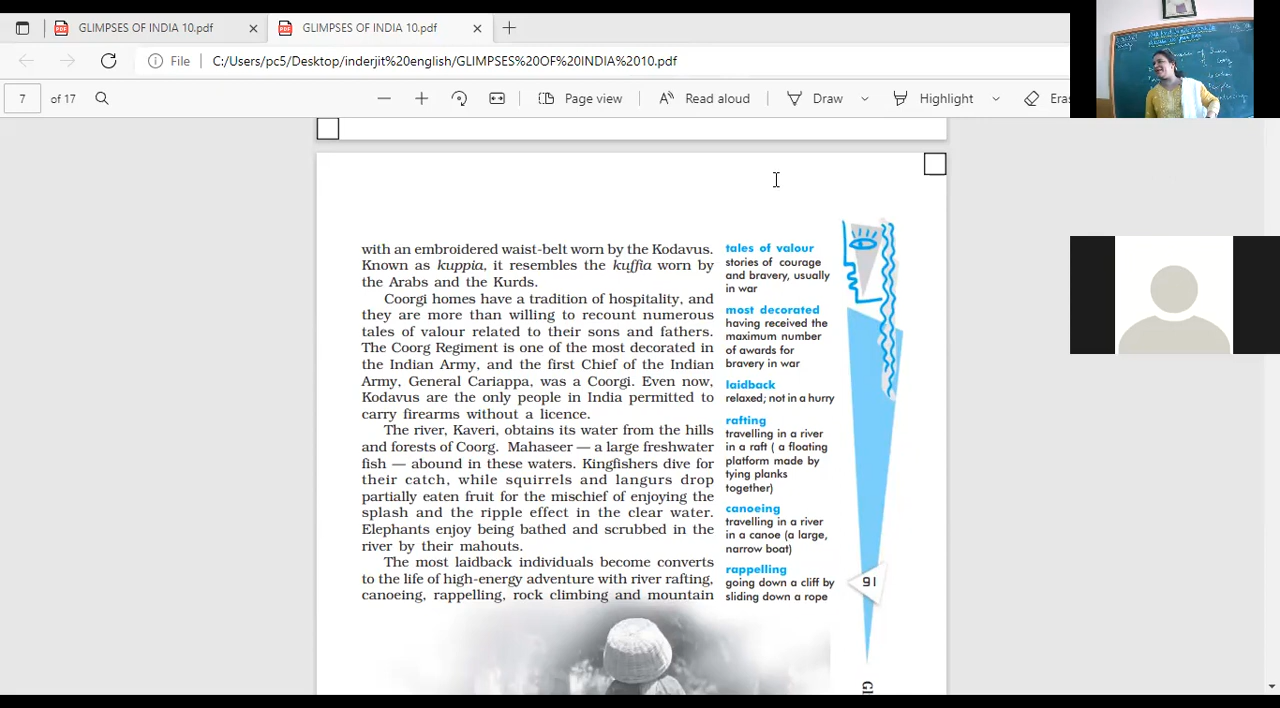 GLIMPSES OF INDIA 10.pdf
GLIMPSES OF INDIA 10.pdf
File
C:/Users/pc5/Desktop/inderjit%20english/GLIMPSES%20OF%20INDIA%2010.pdf
7 of 17
Page view
Read aloud
Draw
Highlight
Eras
with an embroidered waist-belt worn by the Kodavus.
Known as kuppia, it resembles the kuffia worn by
the Arabs and the Kurds.
Coorgi homes have a tradition of hospitality, and
they are more than willing to recount numerous
tales of valour related to their sons and fathers.
The Coorg Regiment is one of the most decorated in
the Indian Army, and the first Chief of the Indian
Army, General Cariappa, was a Coorgi. Even now,
Kodavus are the only people in India permitted to
carry firearms without a licence.
The river, Kaveri, obtains its water from the hills
and forests of Coorg. Mahaseer — a large freshwater
fish — abound in these waters. Kingfishers dive for
their catch, while squirrels and langurs drop
partially eaten fruit for the mischief of enjoying the
splash and the ripple effect in the clear water.
Elephants enjoy being bathed and scrubbed in the
river by their mahouts.
The most laidback individuals become converts
to the life of high-energy adventure with river rafting,
canoeing, rappelling, rock climbing and mountain
tales of valour
stories of courage
and bravery, usually
in war
most decorated
having received the
maximum number
of awards for
bravery in war
laidback
relaxed; not in a hurry
rafting
travelling in a river
in a raft ( a floating
platform made by
tying planks
together)
canoeing
travelling in a river
in a canoe (a large,
narrow boat)
rappelling
going down a cliff by
sliding down a rope
91
Gl